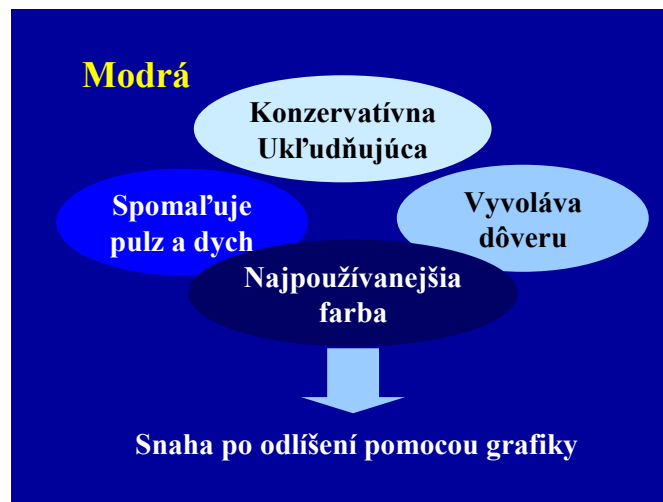 Modrá
Konzervatívna
Ukľudňujúca
Spomaľuje
pulz a dych
Vyvoláva
dôveru
Najpoužívanejšia
farba
Snaha po odlíšení pomocou grafiky